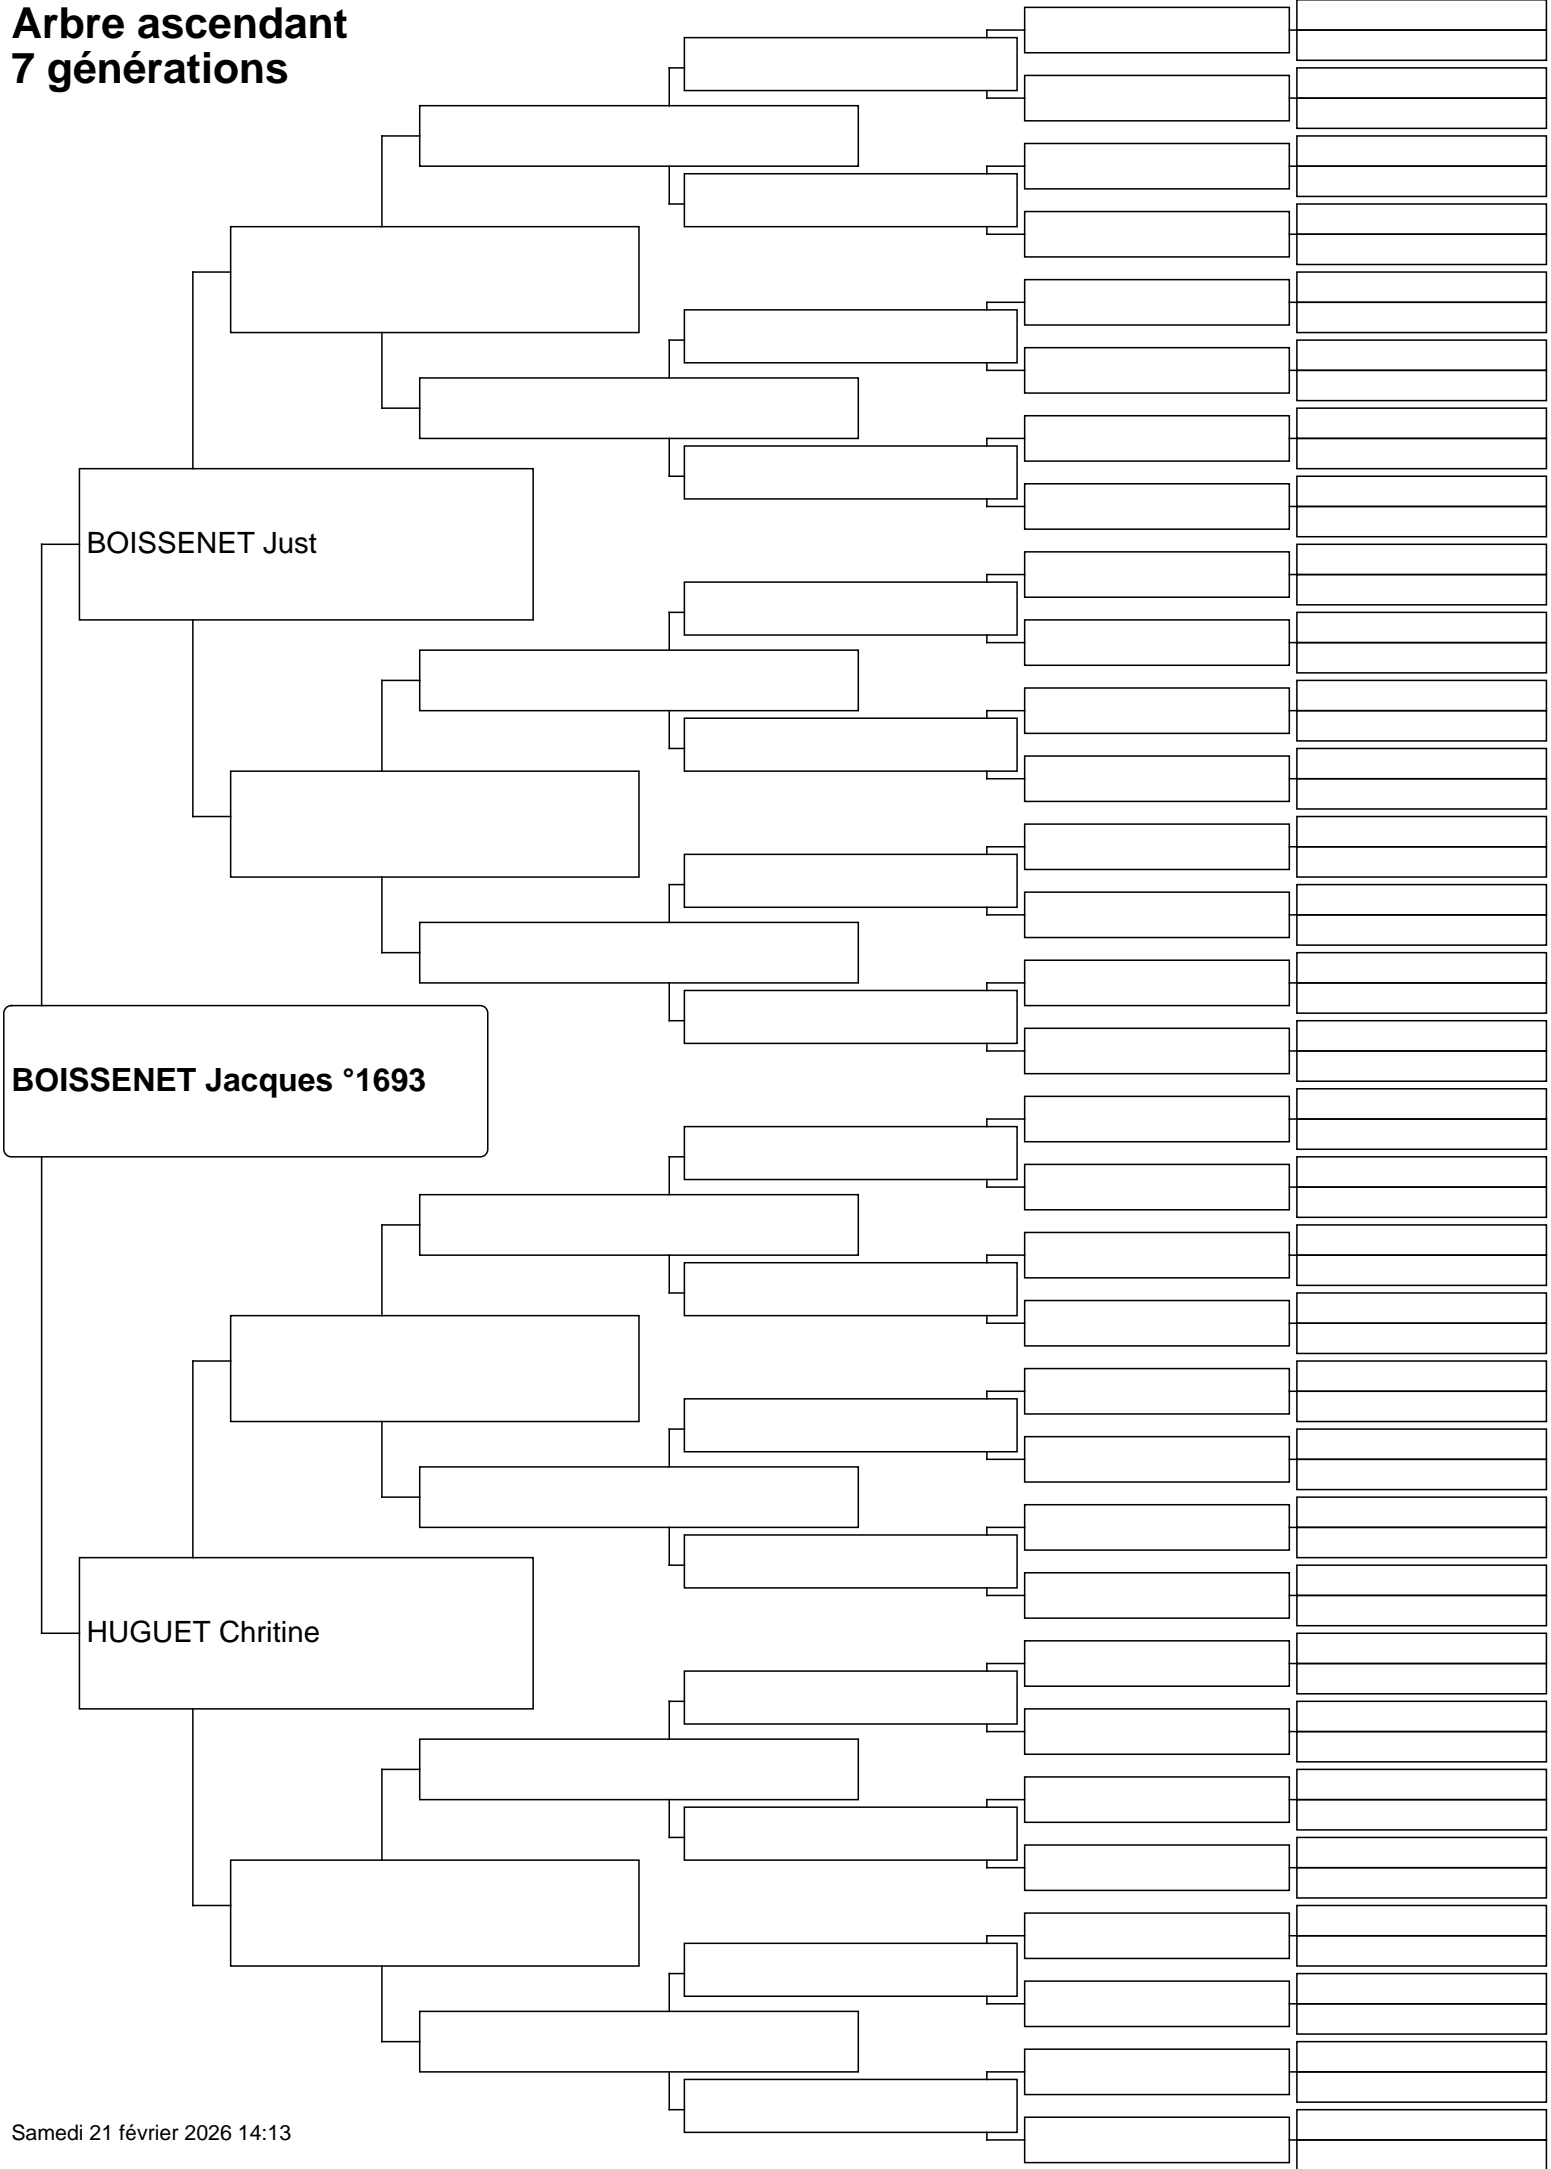 Arbre ascendant
7 générations
BOISSENET Just
BOISSENET Jacques °1693
HUGUET Chritine
Samedi 21 février 2026 14:13